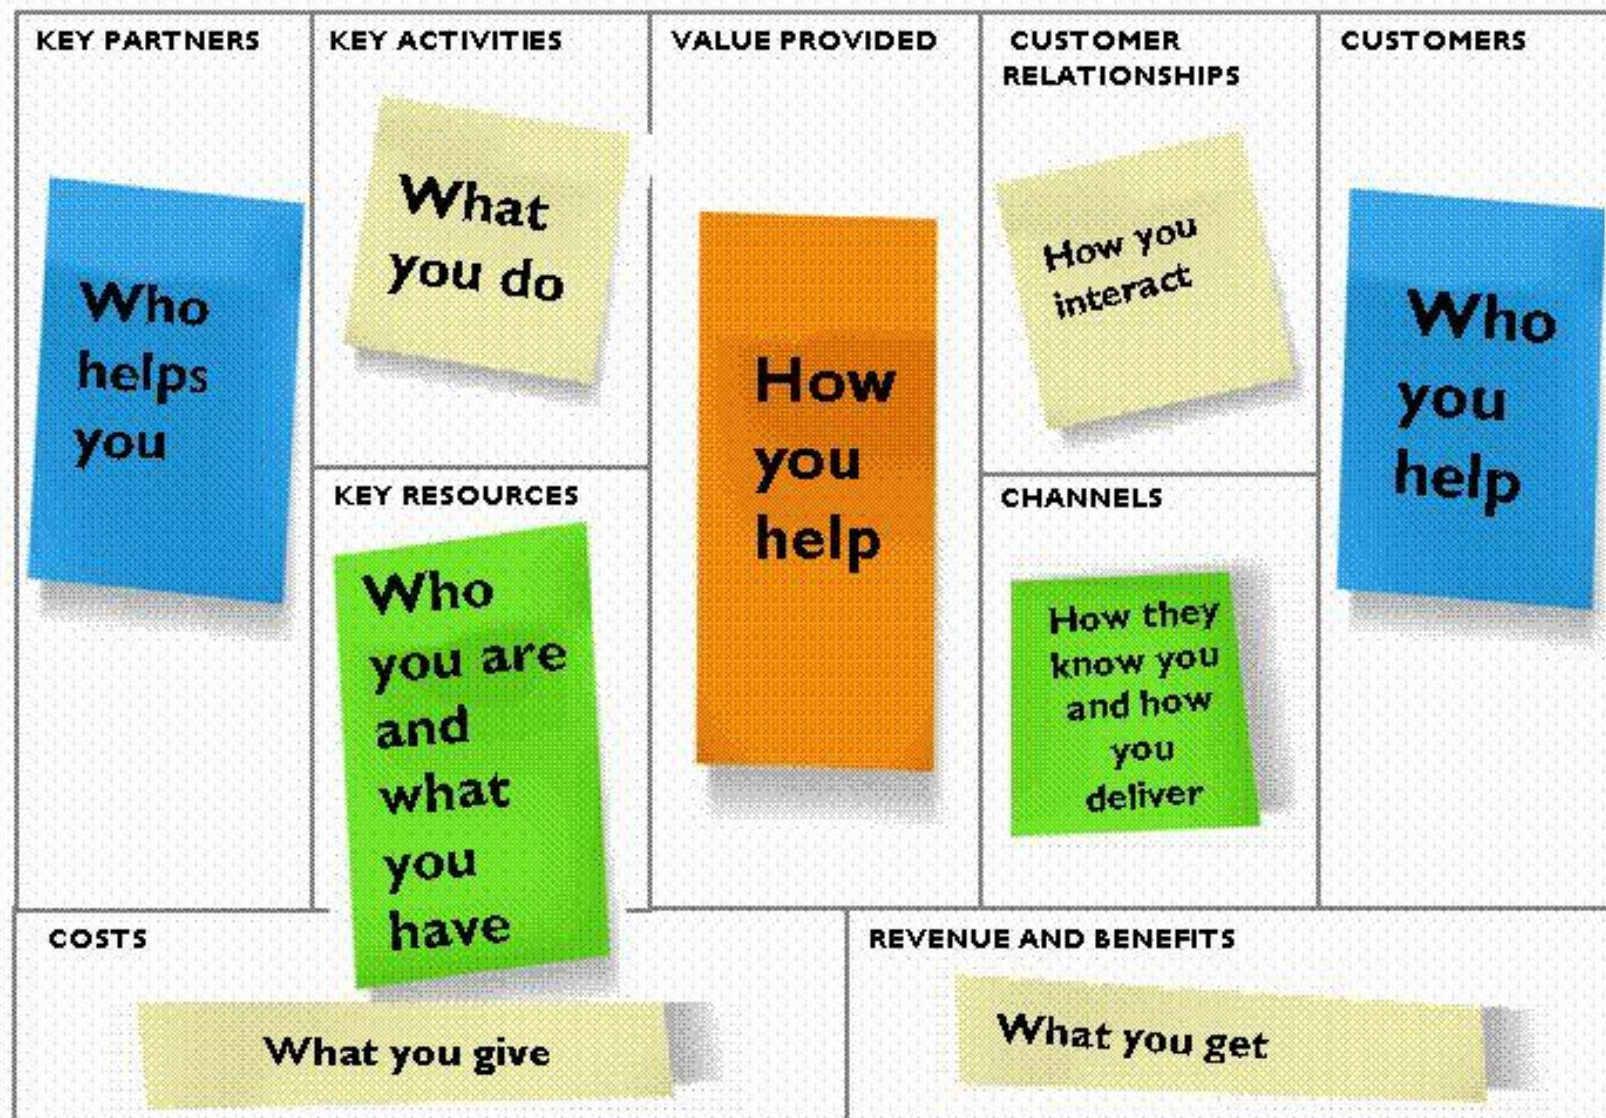 KEY PARTNERS
Who
helps
you
KEY ACTIVITIES
What
you do
KEY RESOURCES
Who
you are
and
what
you
have
VALUE PROVIDED
How
you
help
CUSTOMER
RELATIONSHIPS
How you
interact
CHANNELS
How they
know you
and how
you
deliver
CUSTOMERS
Who
you
help
COSTS
What you give
REVENUE AND BENEFITS
What you get